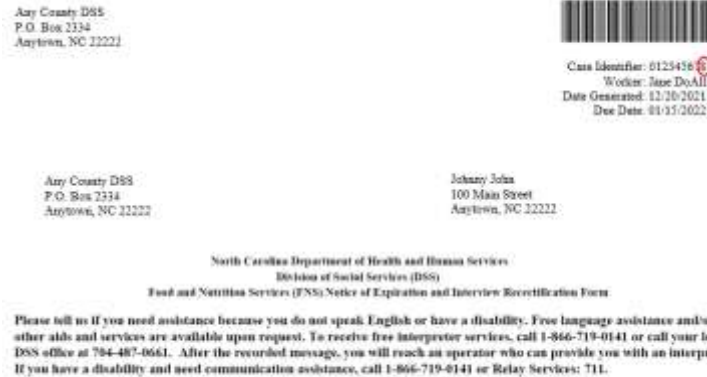 Any County DSS
P.O. Box 2334
Anytown, NC 22222
Case Identifier: 01234567
Worker: Jane DoAll
Date Generated: 12/20/2021
Due Date: 01/15/2022
Any County DSS
P.O. Box 2334
Anytown, NC 22222
Johnny John
100 Main Street
Anytown, NC 22222
North Carolina Department of Health and Human Services
Division of Social Services (DSS)
Food and Nutrition Services (FNS) Notice of Expiration and Interview Recertification Form
Please tell us if you need assistance because you do not speak English or have a disability. Free language assistance and/o
other aids and services are available upon request. To receive free interpreter services, call 1-866-719-0141 or call your lo
DSS office at 704-487-0661. After the recorded message, you will reach an operator who can provide you with an interpr
If you have a disability and need communication assistance, call 1-866-719-0141 or Relay Services: 711.